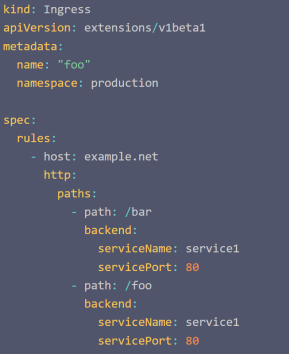 kind: Ingress
apiVersion: extensions/v1beta1
metadata:
  name: "foo"
  namespace: production

spec:
  rules:
    - host: example.net
      http:
        paths:
          - path: /bar
            backend:
              serviceName: service1
              servicePort: 80
          - path: /foo
            backend:
              serviceName: service1
              servicePort: 80